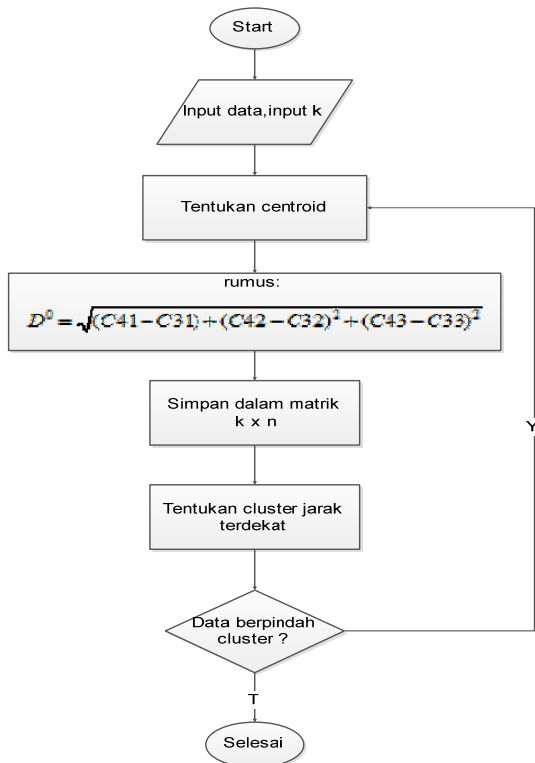 Start
Input data,input k
Tentukan centroid
rumus:
D⁰ = √(C41−C31) + (C42−C32)² + (C43−C33)²
Simpan dalam matrik
k x n
Tentukan cluster jarak
terdekat
Data berpindah
cluster ?
Y
T
Selesai